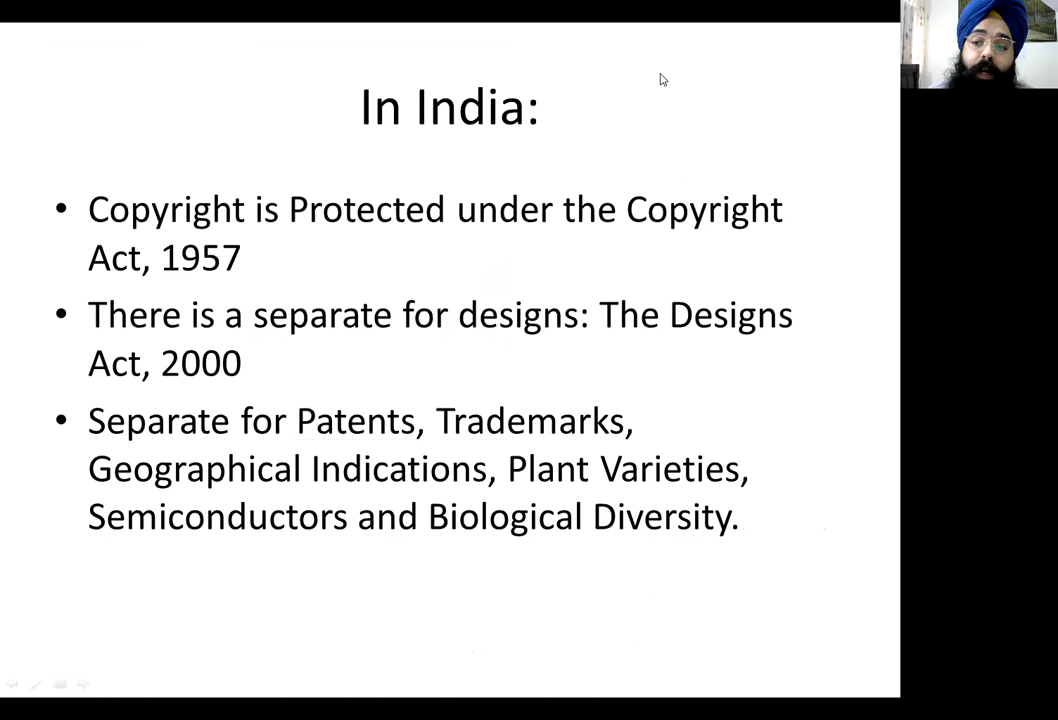 In India:
• Copyright is Protected under the Copyright
Act, 1957
• There is a separate for designs: The Designs
Act, 2000
• Separate for Patents, Trademarks,
Geographical Indications, Plant Varieties,
Semiconductors and Biological Diversity.